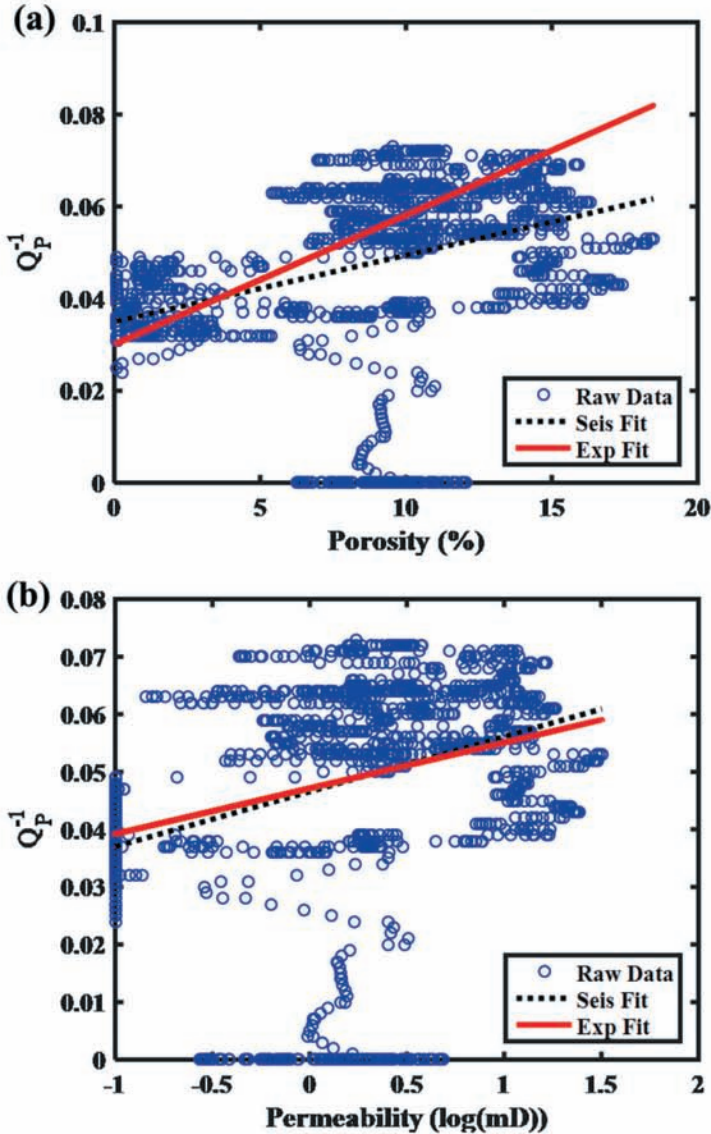 (a)
0.1
0.08
0.06
0.04
0.02
0
Q_P^-1
Raw Data
Seis Fit
Exp Fit
0 5 10 15 20
Porosity (%)
(b)
0.08
0.07
0.06
0.05
0.04
0.03
0.02
0.01
0
Q_P^-1
Raw Data
Seis Fit
Exp Fit
-1 -0.5 0 0.5 1 1.5 2
Permeability (log(mD))